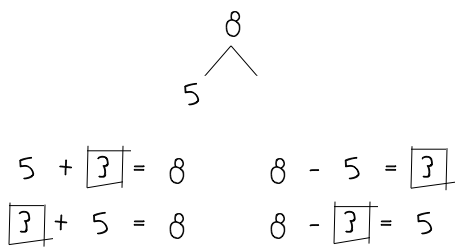 8
5
5 + 3 = 8 8 - 5 = 3
3 + 5 = 8 8 - 3 = 5